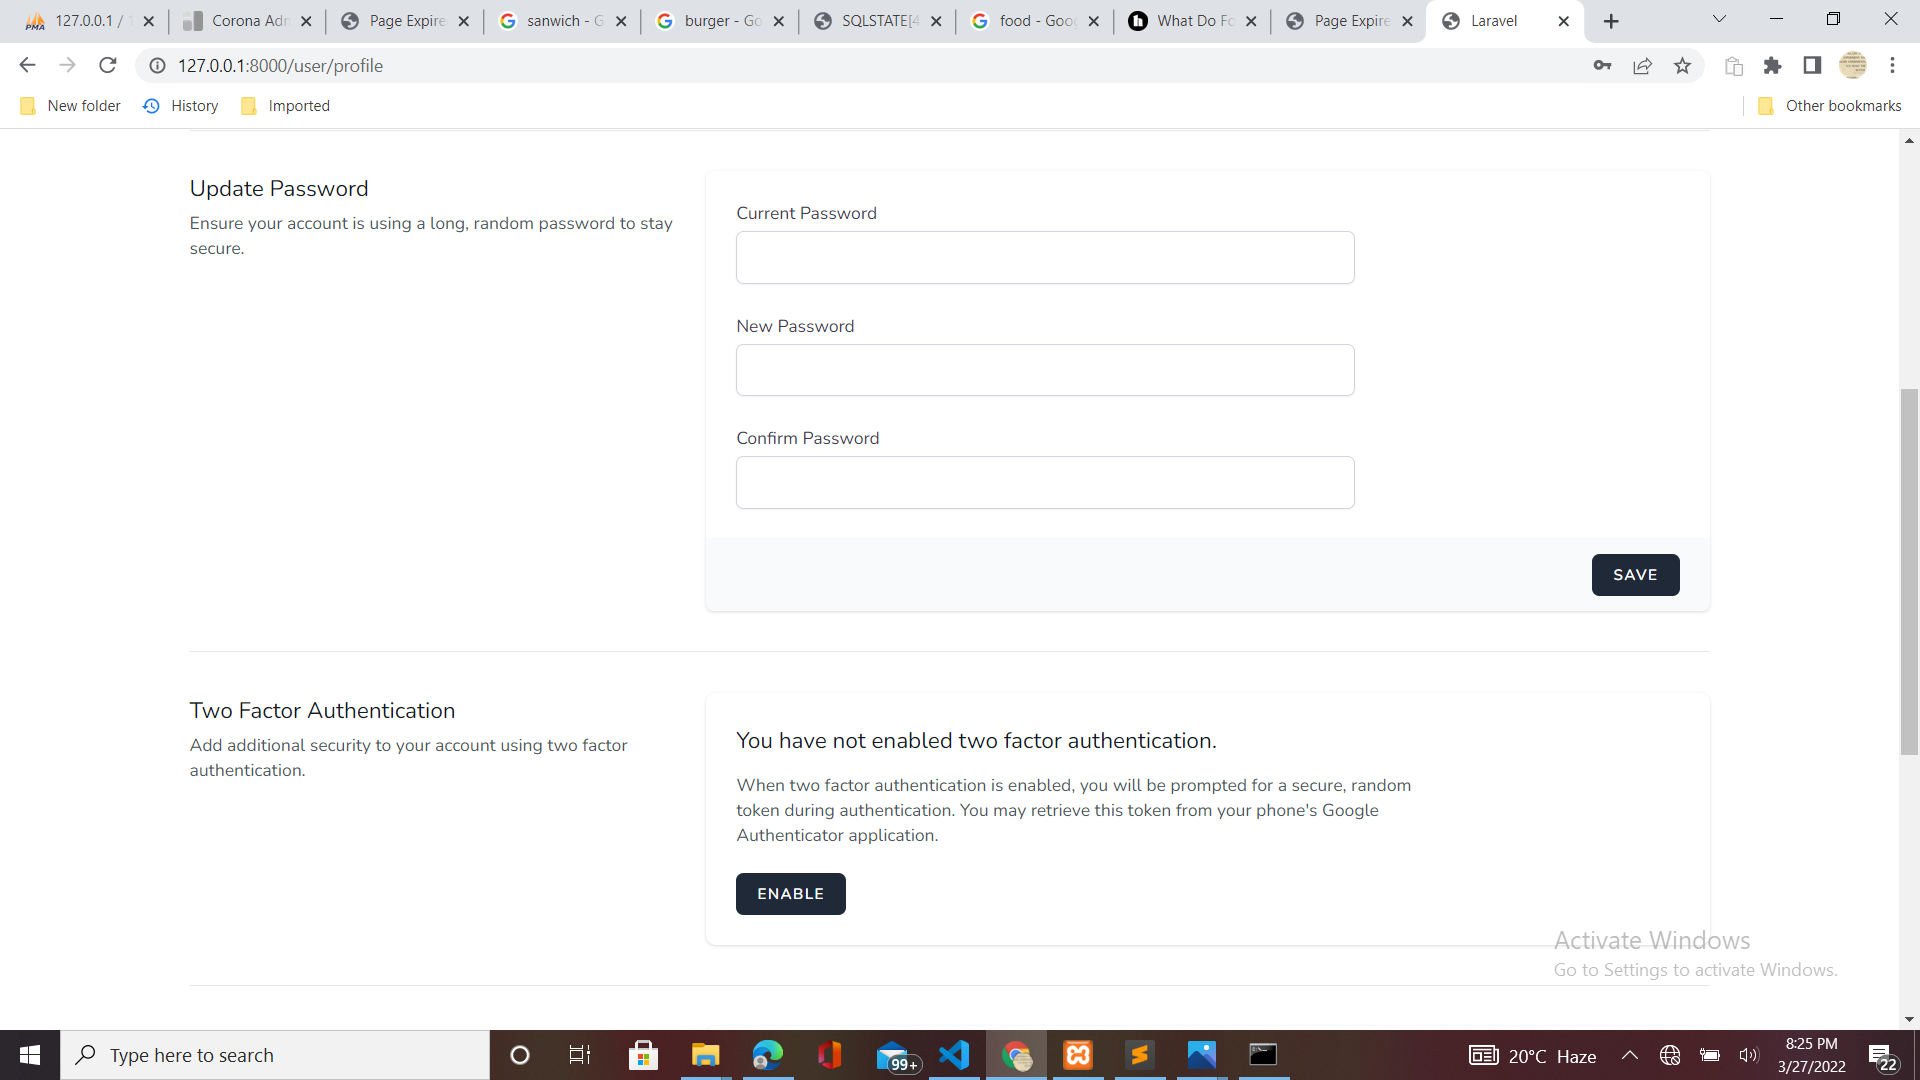 127.0.0.1 / 1
Corona Adn
Page Expire
sanwich - G
burger - Go
SQLSTATE[4
food - Goo
What Do Fo
Page Expire
Laravel
127.0.0.1:8000/user/profile
New folder
History
Imported
Other bookmarks
Update Password
Ensure your account is using a long, random password to stay
secure.
Current Password
New Password
Confirm Password
SAVE
Two Factor Authentication
Add additional security to your account using two factor
authentication.
You have not enabled two factor authentication.
When two factor authentication is enabled, you will be prompted for a secure, random
token during authentication. You may retrieve this token from your phone's Google
Authenticator application.
ENABLE
Activate Windows
Go to Settings to activate Windows.
Type here to search
99+
20°C Haze
8:25 PM
3/27/2022
22